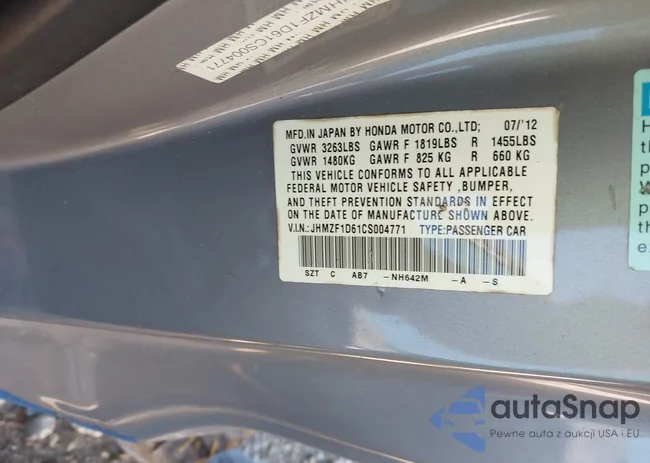 HMZF1D61CS004771
MFD.IN JAPAN BY HONDA MOTOR CO.,LTD; 07/'12
GVWR 3263LBS GAWR F 1819LBS R 1455LBS
GVWR 1480KG GAWR F 825 KG R 660 KG
THIS VEHICLE CONFORMS TO ALL APPLICABLE
FEDERAL MOTOR VEHICLE SAFETY ,BUMPER,
AND THEFT PREVENTION STANDARDS IN EFFECT
ON THE DATE OF MANUFACTURE SHOWN ABOVE.
V.I.N.:JHMZF1D61CS004771 TYPE:PASSENGER CAR
SZT C AB7 -NH642M -A -S
autoSnap
Pewne auta z aukcji USA i EU